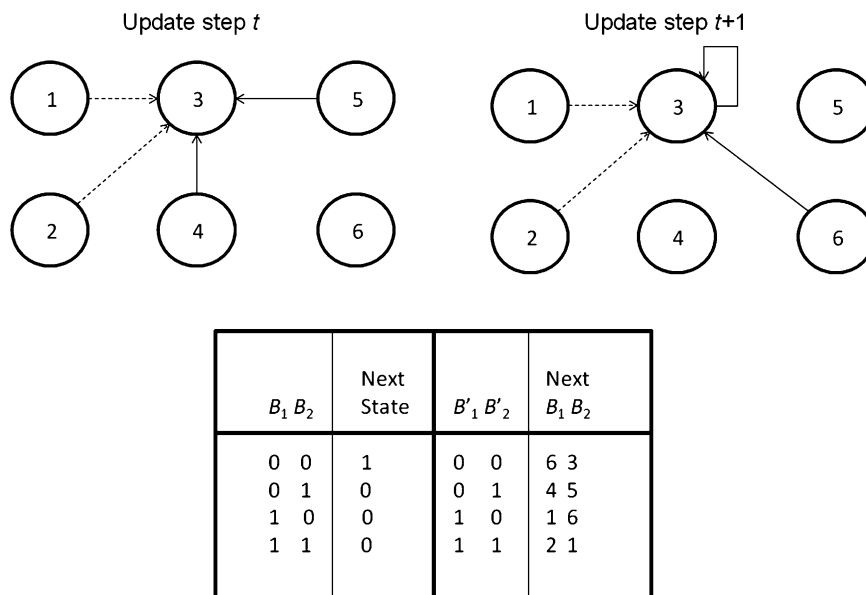 Update step t
Update step t+1
1 3 5
2 4 6
1 3 5
2 4 6
B1 B2 Next State B'1 B'2 Next B1 B2
0 0 1 0 0 6 3
0 1 0 0 1 4 5
1 0 0 1 0 1 6
1 1 0 1 1 2 1